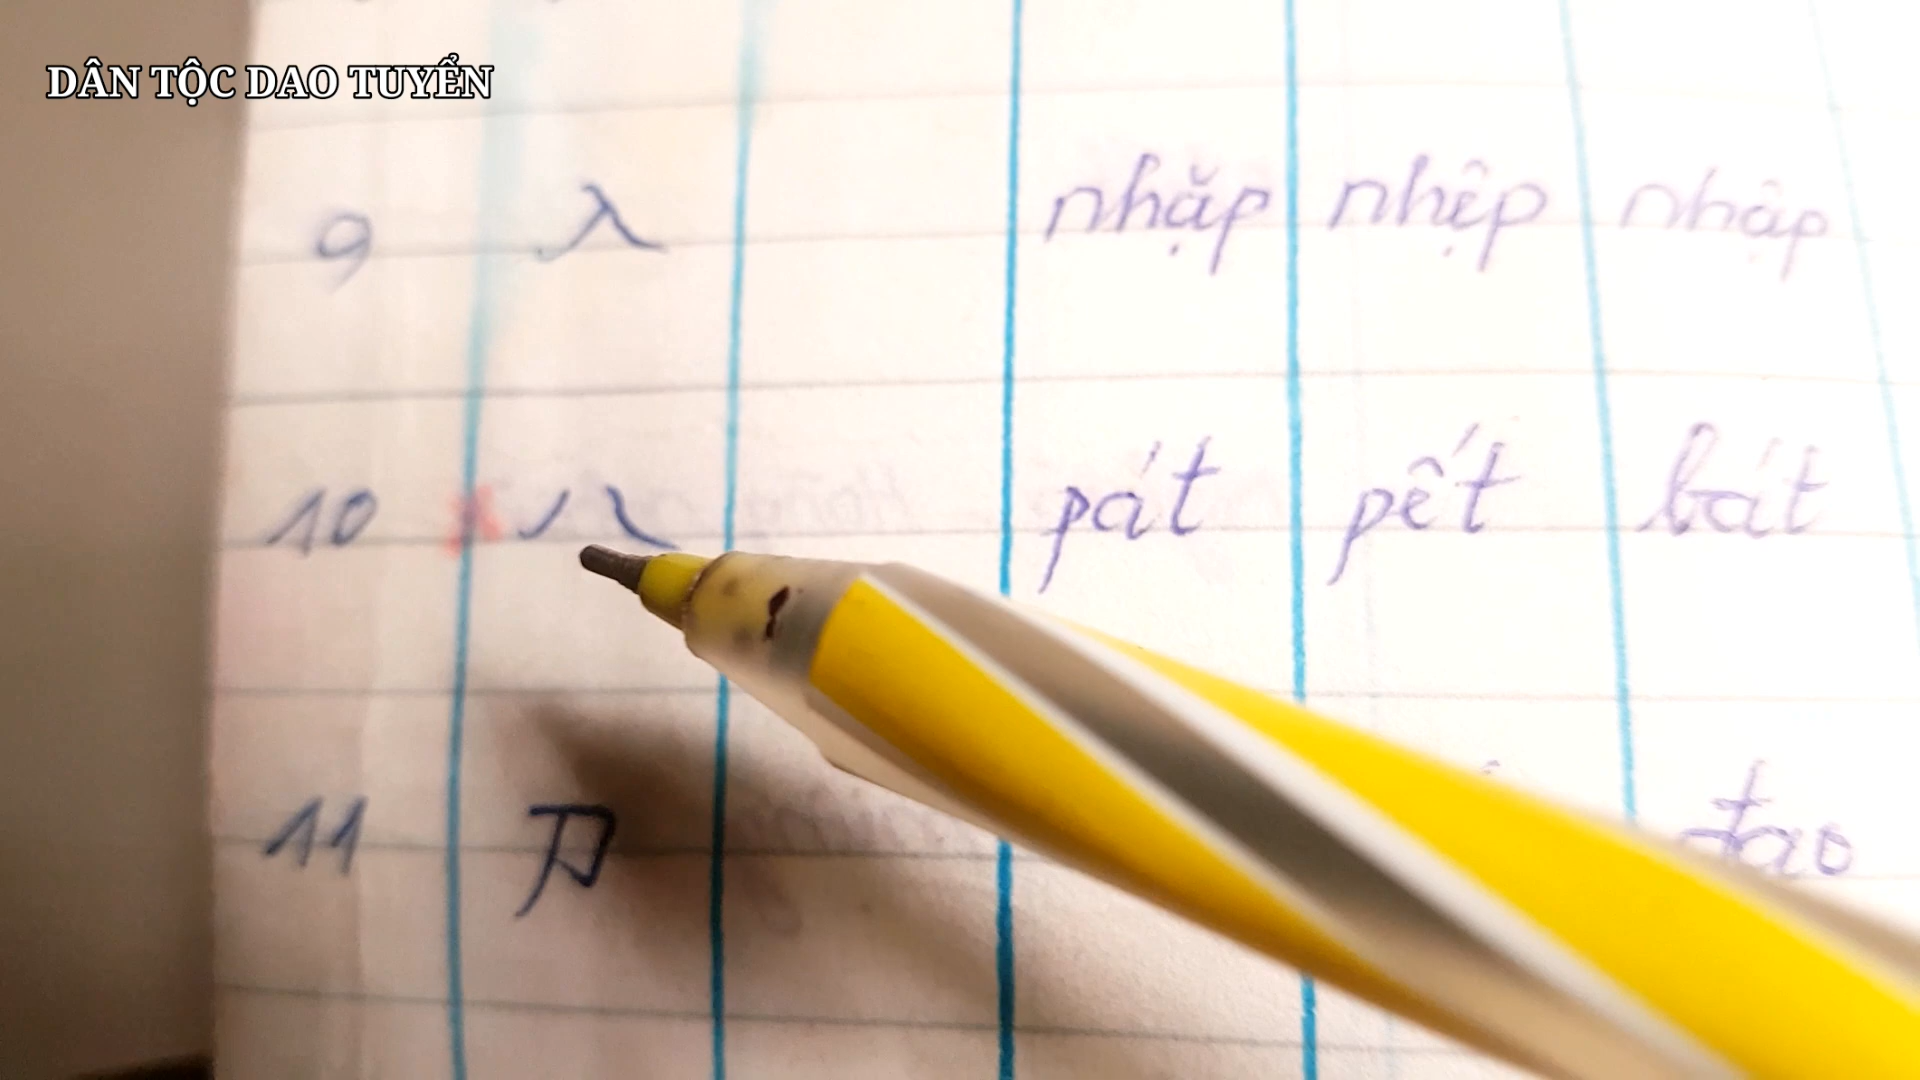 DÂN TỘC DAO TUYỂN
9 入 nhặp nhệp nhập
10 八 pát pết bát
11 刀 đao